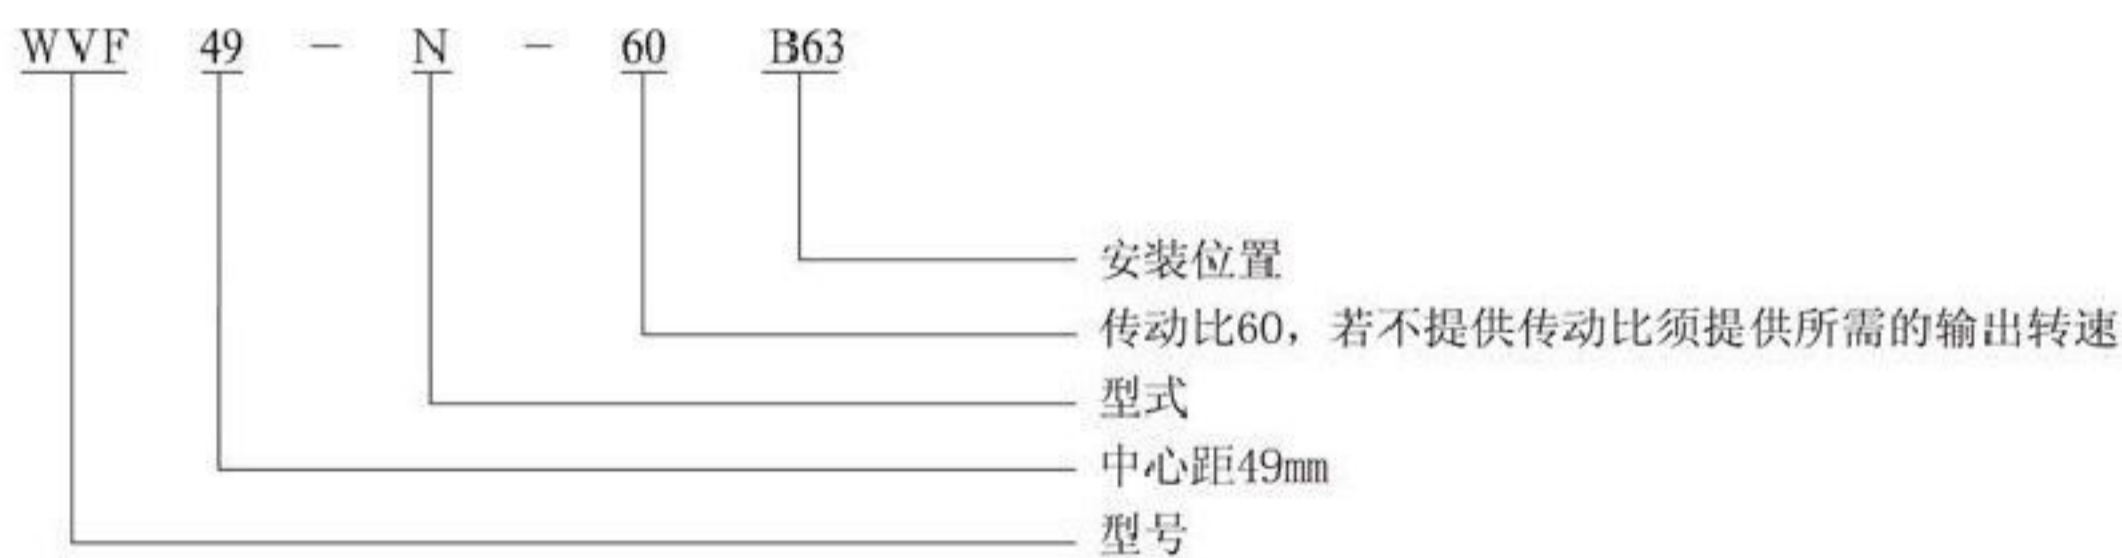 WVF 49 - N - 60 B63
安装位置
传动比60，若不提供传动比须提供所需的输出转速
型式
中心距49mm
型号